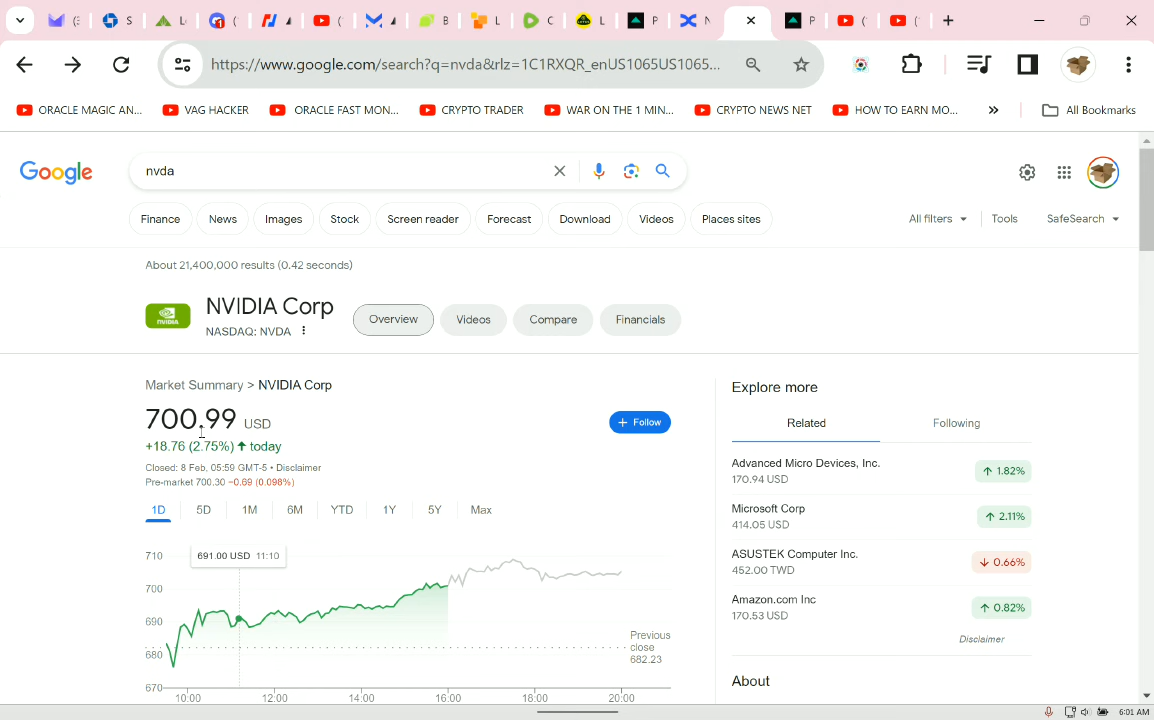 (
S
L
(
A
(
A
B
L
C
L
P
N
P
(
(
https://www.google.com/search?q=nvda&rlz=1C1RXQR_enUS1065US1065...
ORACLE MAGIC AN...
VAG HACKER
ORACLE FAST MON...
CRYPTO TRADER
WAR ON THE 1 MIN...
CRYPTO NEWS NET
HOW TO EARN MO...
»
All Bookmarks
Google
nvda
Finance
News
Images
Stock
Screen reader
Forecast
Download
Videos
Places sites
All filters
Tools
SafeSearch
About 21,400,000 results (0.42 seconds)
NVIDIA
NVIDIA Corp
NASDAQ: NVDA
Overview
Videos
Compare
Financials
Market Summary > NVIDIA Corp
700.99 USD
+18.76 (2.75%) ↑ today
Closed: 8 Feb, 05:59 GMT-5 • Disclaimer
Pre-market 700.30 −0.69 (0.098%)
+ Follow
1D
5D
1M
6M
YTD
1Y
5Y
Max
710
700
690
680
670
691.00 USD 11:10
Previous
close
682.23
10:00
12:00
14:00
16:00
18:00
20:00
Explore more
Related
Following
Advanced Micro Devices, Inc.
170.94 USD
↑ 1.82%
Microsoft Corp
414.05 USD
↑ 2.11%
ASUSTEK Computer Inc.
452.00 TWD
↓ 0.66%
Amazon.com Inc
170.53 USD
↑ 0.82%
Disclaimer
About
6:01 AM